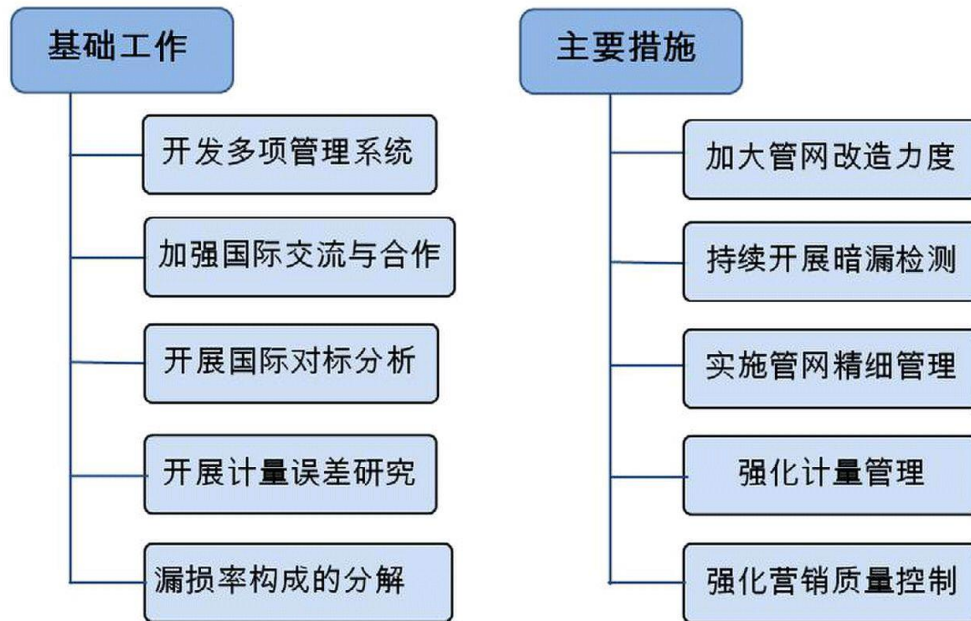 基础工作
开发多项管理系统
加强国际交流与合作
开展国际对标分析
开展计量误差研究
漏损率构成的分解
主要措施
加大管网改造力度
持续开展暗漏检测
实施管网精细管理
强化计量管理
强化营销质量控制